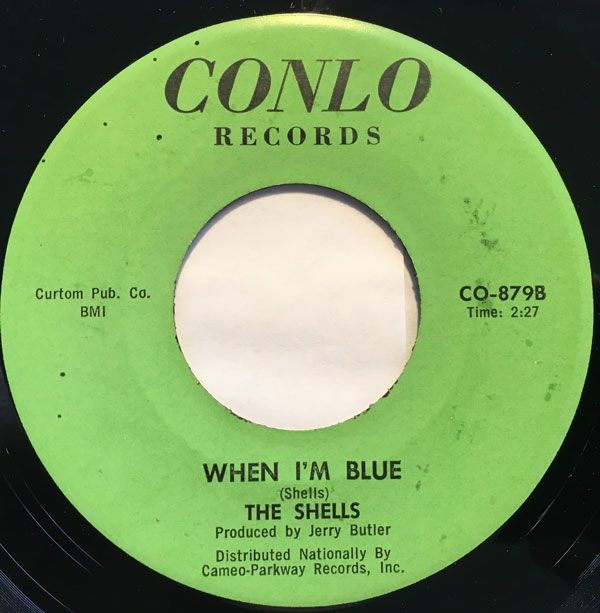 CONLO
RECORDS
Curtom Pub. Co.
BMI
CO-879B
Time: 2:27
WHEN I'M BLUE
(Shells)
THE SHELLS
Produced by Jerry Butler
Distributed Nationally By
Cameo-Parkway Records, Inc.